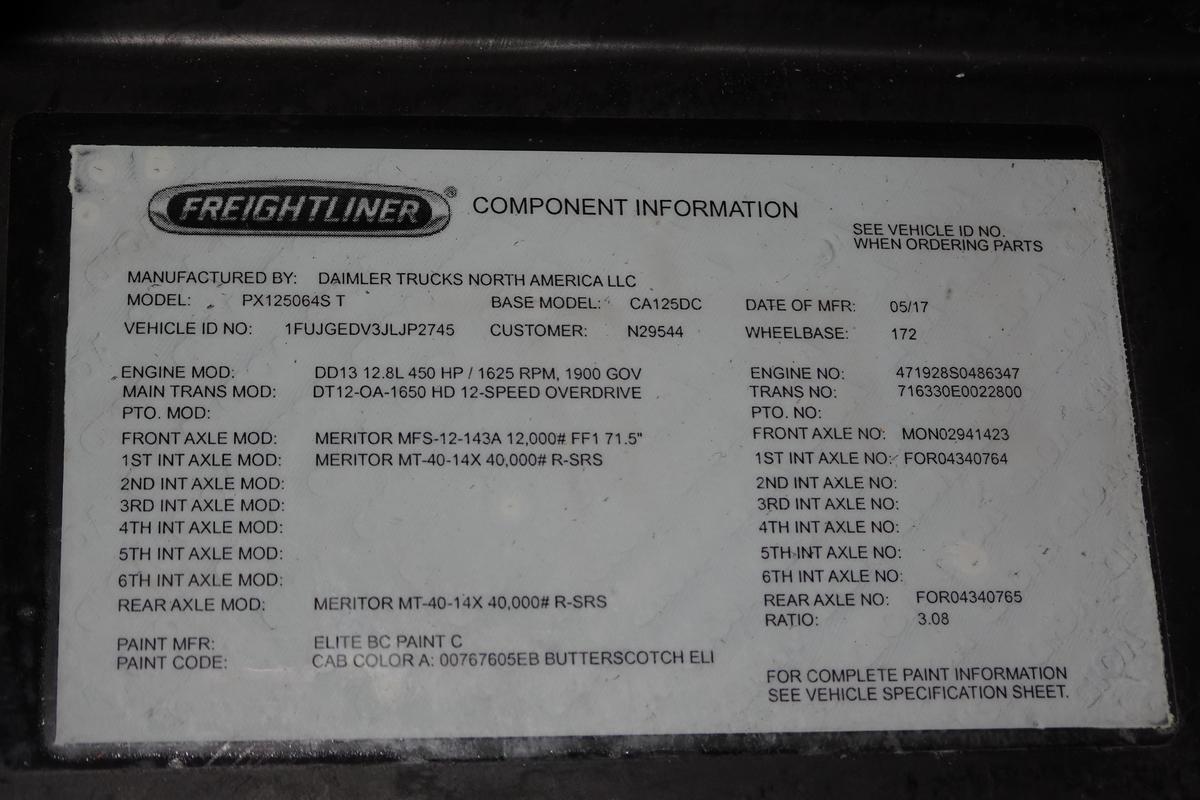 FREIGHTLINER® COMPONENT INFORMATION
SEE VEHICLE ID NO.
WHEN ORDERING PARTS
MANUFACTURED BY: DAIMLER TRUCKS NORTH AMERICA LLC
MODEL: PX125064S T BASE MODEL: CA125DC DATE OF MFR: 05/17
VEHICLE ID NO: 1FUJGEDV3JLJP2745 CUSTOMER: N29544 WHEELBASE: 172
ENGINE MOD: DD13 12.8L 450 HP / 1625 RPM, 1900 GOV ENGINE NO: 471928S0486347
MAIN TRANS MOD: DT12-OA-1650 HD 12-SPEED OVERDRIVE TRANS NO: 716330E0022800
PTO. MOD: PTO. NO:
FRONT AXLE MOD: MERITOR MFS-12-143A 12,000# FF1 71.5" FRONT AXLE NO: MON02941423
1ST INT AXLE MOD: MERITOR MT-40-14X 40,000# R-SRS 1ST INT AXLE NO: FOR04340764
2ND INT AXLE MOD: 2ND INT AXLE NO:
3RD INT AXLE MOD: 3RD INT AXLE NO:
4TH INT AXLE MOD: 4TH INT AXLE NO:
5TH INT AXLE MOD: 5TH INT AXLE NO:
6TH INT AXLE MOD: 6TH INT AXLE NO:
REAR AXLE MOD: MERITOR MT-40-14X 40,000# R-SRS REAR AXLE NO: FOR04340765
RATIO: 3.08
PAINT MFR: ELITE BC PAINT C
PAINT CODE: CAB COLOR A: 00767605EB BUTTERSCOTCH ELI
FOR COMPLETE PAINT INFORMATION
SEE VEHICLE SPECIFICATION SHEET.